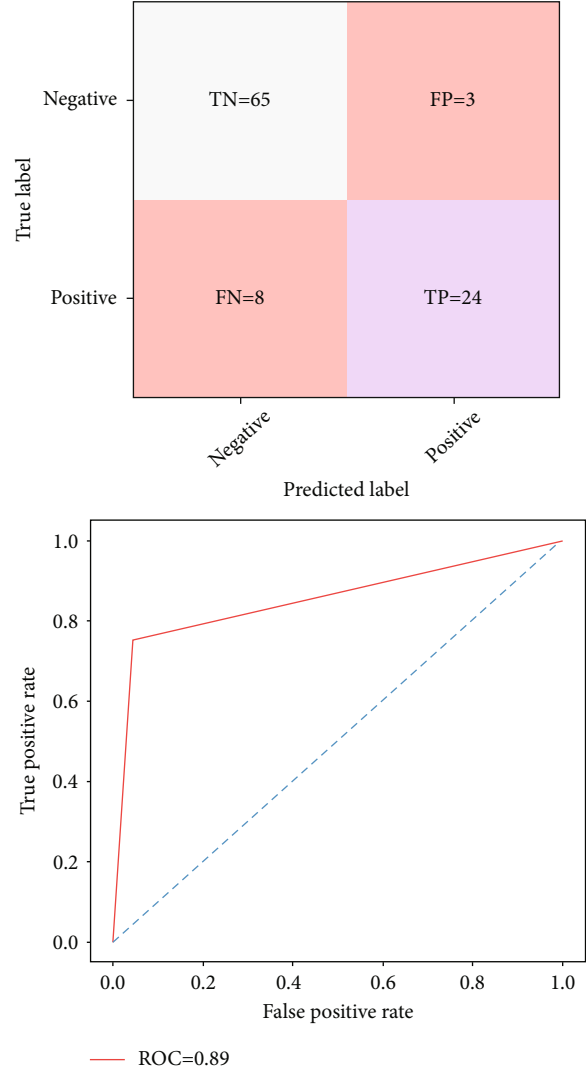 Negative
TN=65
FP=3
True label
Positive
FN=8
TP=24
Negative
Positive
Predicted label
1.0
0.8
0.6
0.4
0.2
0.0
True positive rate
0.0
0.2
0.4
0.6
0.8
1.0
False positive rate
ROC=0.89